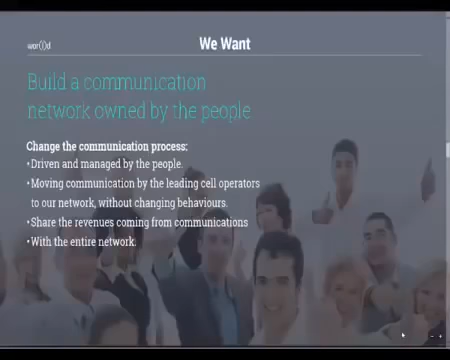 wor(l)d
We Want
Build a communication
network owned by the people
Change the communication process:
•Driven and managed by the people.
•Moving communication by the leading cell operators
to our network, without changing behaviours.
•Share the revenues coming from communications
•With the entire network.